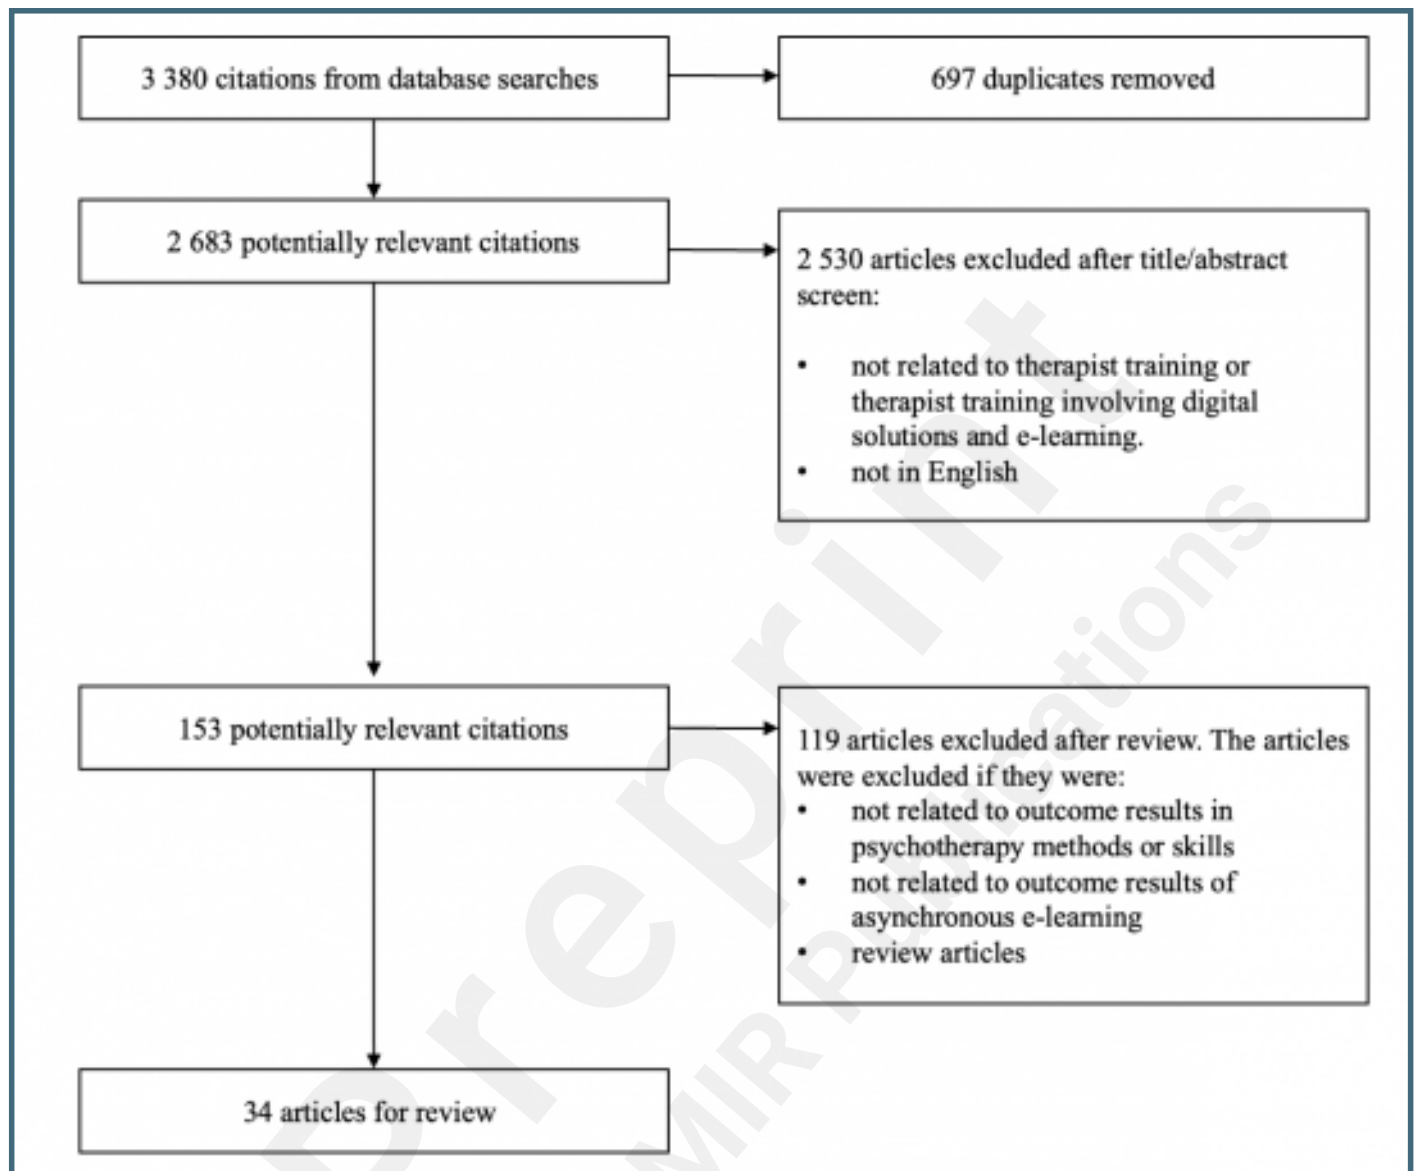 3 380 citations from database searches
697 duplicates removed
2 683 potentially relevant citations
2 530 articles excluded after title/abstract
screen:
• not related to therapist training or
therapist training involving digital
solutions and e-learning.
• not in English
153 potentially relevant citations
119 articles excluded after review. The articles
were excluded if they were:
• not related to outcome results in
psychotherapy methods or skills
• not related to outcome results of
asynchronous e-learning
• review articles
34 articles for review
Preprint
MIR Publications